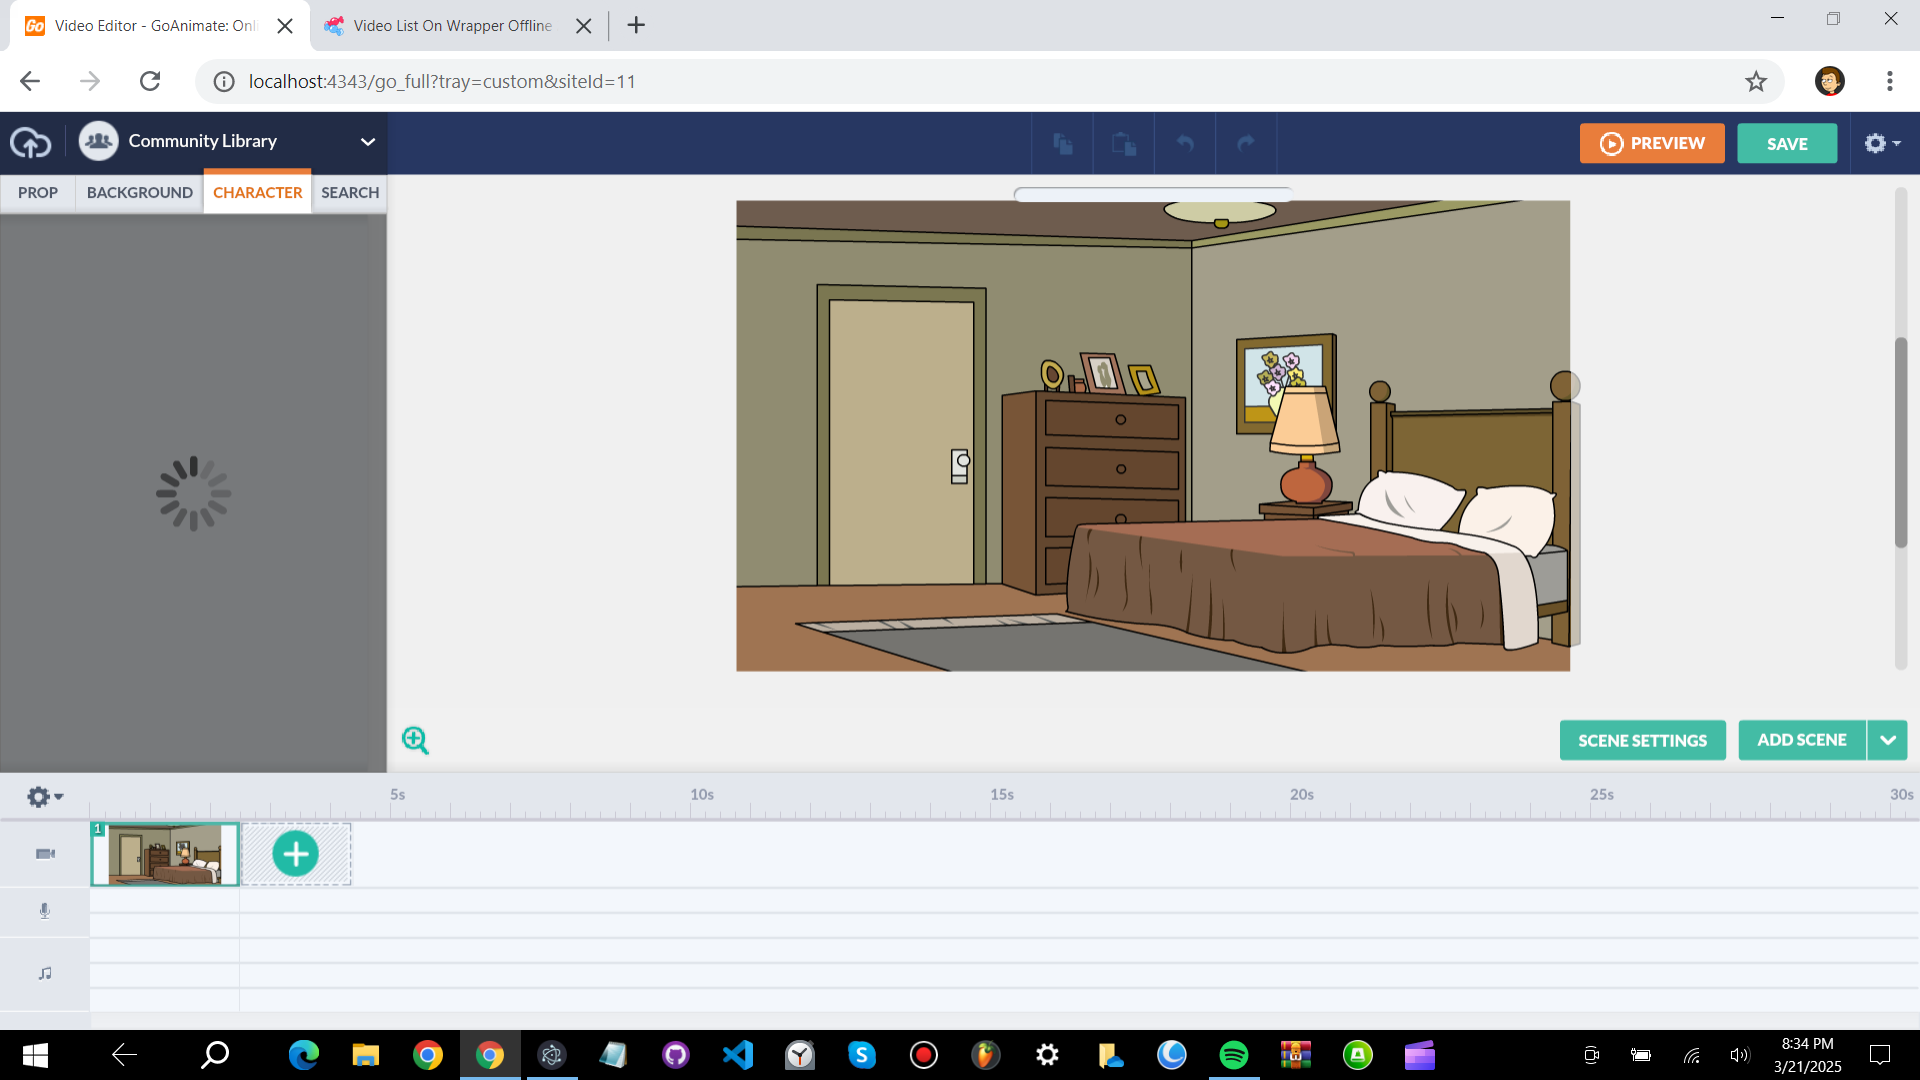 Go Video Editor - GoAnimate: Onli
Video List On Wrapper Offline
localhost:4343/go_full?tray=custom&siteId=11
Community Library
PREVIEW
SAVE
PROP
BACKGROUND
CHARACTER
SEARCH
SCENE SETTINGS
ADD SCENE
5s
10s
15s
20s
25s
30s
1
8:34 PM
3/21/2025